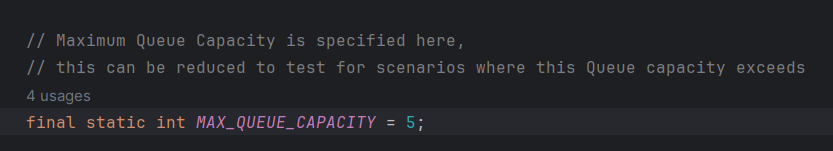 // Maximum Queue Capacity is specified here,
// this can be reduced to test for scenarios where this Queue capacity exceeds
4 usages
final static int MAX_QUEUE_CAPACITY = 5;